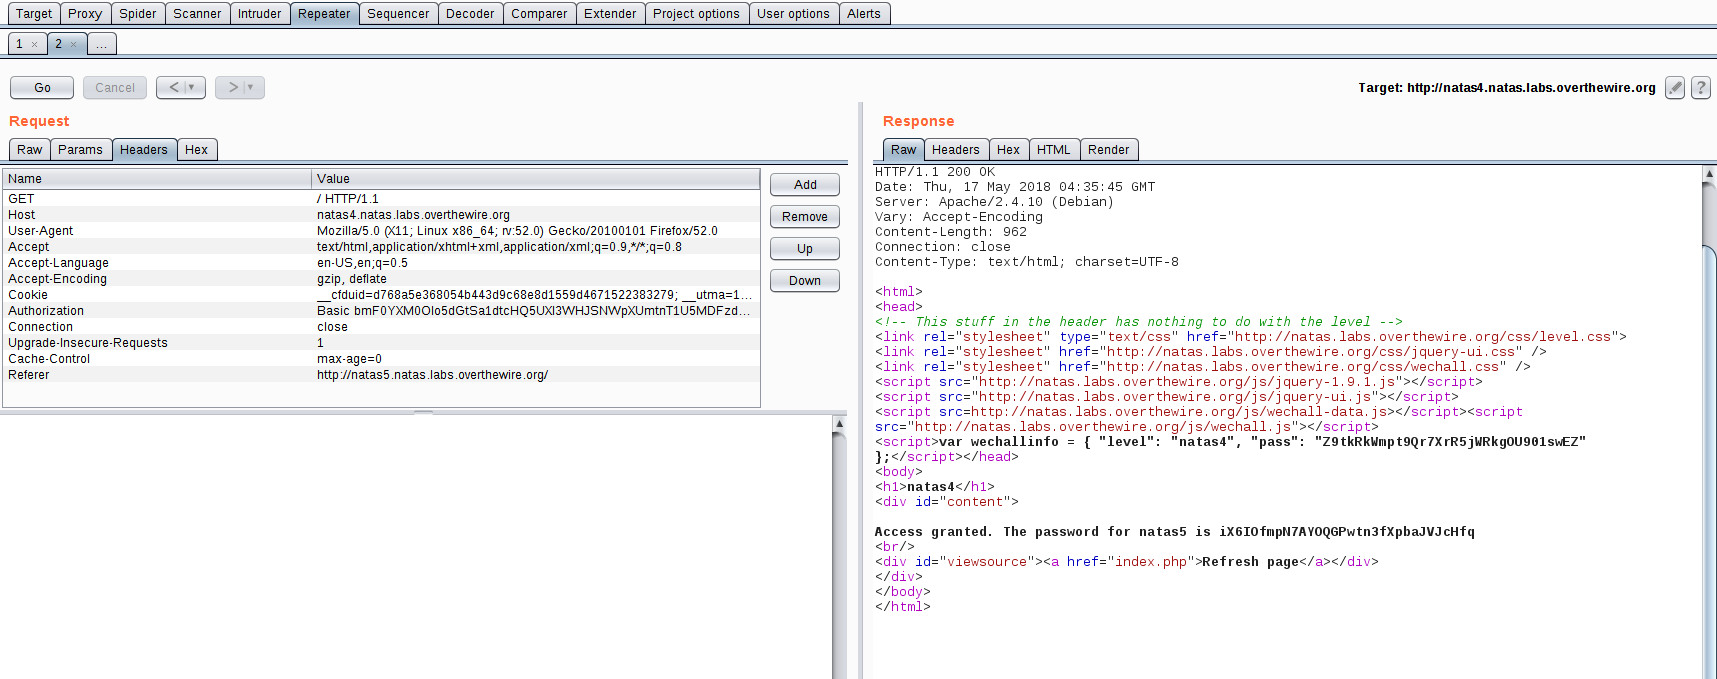 Target Proxy Spider Scanner Intruder Repeater Sequencer Decoder Comparer Extender Project options User options Alerts
1 × 2 × ...
Go Cancel < > Target: http://natas4.natas.labs.overthewire.org ?
Request
Raw Params Headers Hex
Name Value
GET / HTTP/1.1
Host natas4.natas.labs.overthewire.org
User-Agent Mozilla/5.0 (X11; Linux x86_64; rv:52.0) Gecko/20100101 Firefox/52.0
Accept text/html,application/xhtml+xml,application/xml;q=0.9,*/*;q=0.8
Accept-Language en-US,en;q=0.5
Accept-Encoding gzip, deflate
Cookie __cfduid=d768a5e368054b443d9c68e8d1559d4671522383279; __utma=1...
Authorization Basic bmF0YXM0Olo5dGtSa1dtcHQ5UXI3WHJSNWpXUmtnT1U5MDFzd...
Connection close
Upgrade-Insecure-Requests 1
Cache-Control max-age=0
Referer http://natas5.natas.labs.overthewire.org/
Add
Remove
Up
Down
Response
Raw Headers Hex HTML Render
HTTP/1.1 200 OK
Date: Thu, 17 May 2018 04:35:45 GMT
Server: Apache/2.4.10 (Debian)
Vary: Accept-Encoding
Content-Length: 962
Connection: close
Content-Type: text/html; charset=UTF-8
<html>
<head>
<!-- This stuff in the header has nothing to do with the level -->
<link rel="stylesheet" type="text/css" href="http://natas.labs.overthewire.org/css/level.css">
<link rel="stylesheet" href="http://natas.labs.overthewire.org/css/jquery-ui.css" />
<link rel="stylesheet" href="http://natas.labs.overthewire.org/css/wechall.css" />
<script src="http://natas.labs.overthewire.org/js/jquery-1.9.1.js"></script>
<script src="http://natas.labs.overthewire.org/js/jquery-ui.js"></script>
<script src=http://natas.labs.overthewire.org/js/wechall-data.js></script><script
src="http://natas.labs.overthewire.org/js/wechall.js"></script>
<script>var wechallinfo = { "level": "natas4", "pass": "Z9tkRkWmpt9Qr7XrR5jWRkgOU901swEZ"
};</script></head>
<body>
<h1>natas4</h1>
<div id="content">
Access granted. The password for natas5 is iX6IOfmpN7AYOQGPwtn3fXpbaJVJcHfq
<br/>
<div id="viewsource"><a href="index.php">Refresh page</a></div>
</div>
</body>
</html>